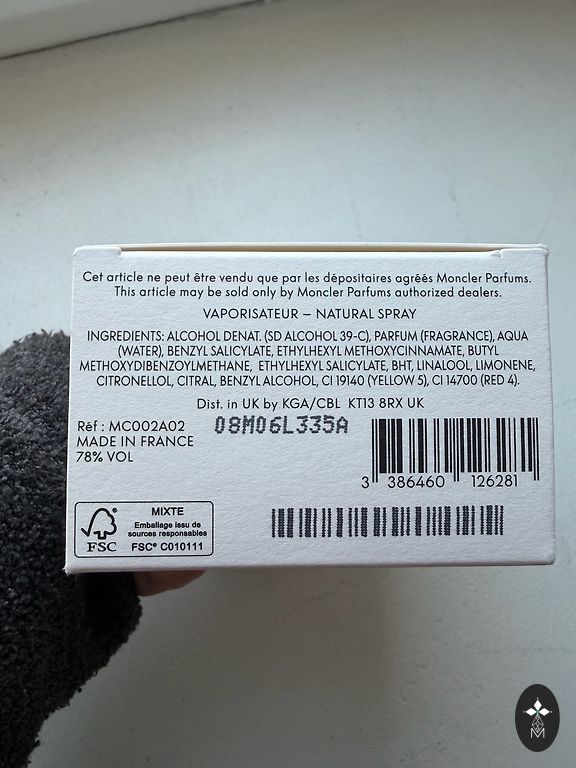 Cet article ne peut être vendu que par les dépositaires agréés Moncler Parfums.
This article may be sold only by Moncler Parfums authorized dealers.
VAPORISATEUR – NATURAL SPRAY
INGREDIENTS: ALCOHOL DENAT. (SD ALCOHOL 39-C), PARFUM (FRAGRANCE), AQUA
(WATER), BENZYL SALICYLATE, ETHYLHEXYL METHOXYCINNAMATE, BUTYL
METHOXYDIBENZOYLMETHANE, ETHYLHEXYL SALICYLATE, BHT, LINALOOL, LIMONENE,
CITRONELLOL, CITRAL, BENZYL ALCOHOL, CI 19140 (YELLOW 5), CI 14700 (RED 4).
Dist. in UK by KGA/CBL KT13 8RX UK
Réf : MC002A02
08M06L335A
MADE IN FRANCE
78% VOL
3 386460 126281
FSC
MIXTE
Emballage issu de
sources responsables
FSC® C010111
M